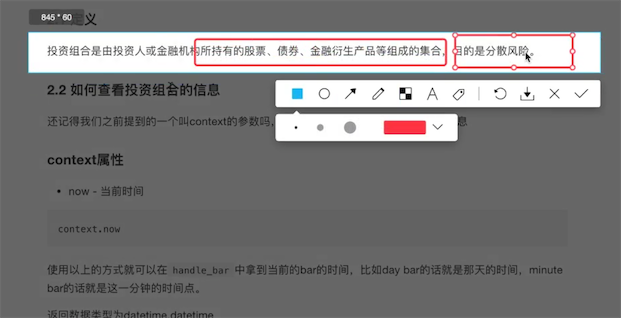 845 * 60
定义
投资组合是由投资人或金融机构所持有的股票、债券、金融衍生产品等组成的集合，目的是分散风险。
2.2 如何查看投资组合的信息
还记得我们之前提到的一个叫context的参数吗，
息
context属性
• now - 当前时间
context.now
使用以上的方式就可以在 handle_bar 中拿到当前的bar的时间，比如day bar的话就是那天的时间，minute
bar的话就是这一分钟的时间点。
返回数据类型为datetime.datetime